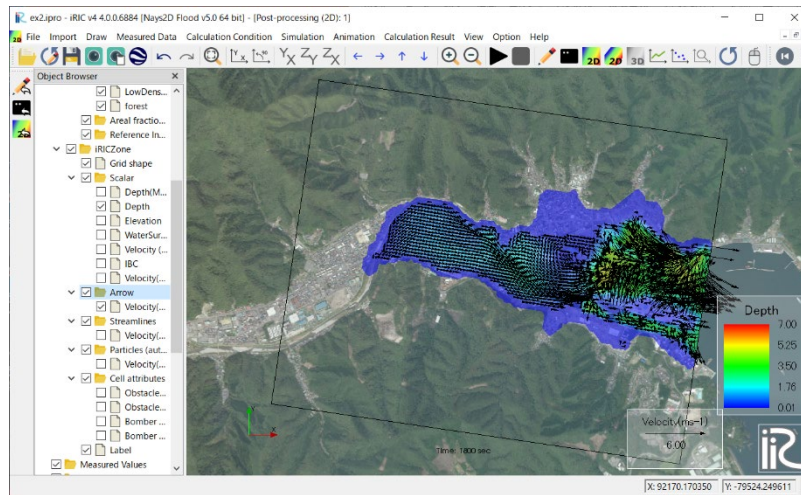 ex2.ipro - iRIC v4 4.0.0.6884 [Nays2D Flood v5.0 64 bit] - [Post-processing (2D): 1]
File Import Draw Measured Data Calculation Condition Simulation Animation Calculation Result View Option Help
Object Browser
LowDens...
forest
Areal fractio...
Reference In...
iRICZone
Grid shape
Scalar
Depth(M...
Depth
Elevation
WaterSur...
Velocity (...
IBC
Velocity(...
Arrow
Velocity(...
Streamlines
Velocity(...
Particles (aut...
Velocity(...
Cell attributes
Obstacle...
Obstacle...
Bomber ...
Bomber ...
Label
Measured Values
Depth
7.00
5.25
3.50
1.76
0.01
Velocity(ms-1)
6.00
Time: 1800 sec
Y
X
iRIC
X: 92170.170350 Y: -79524.249611